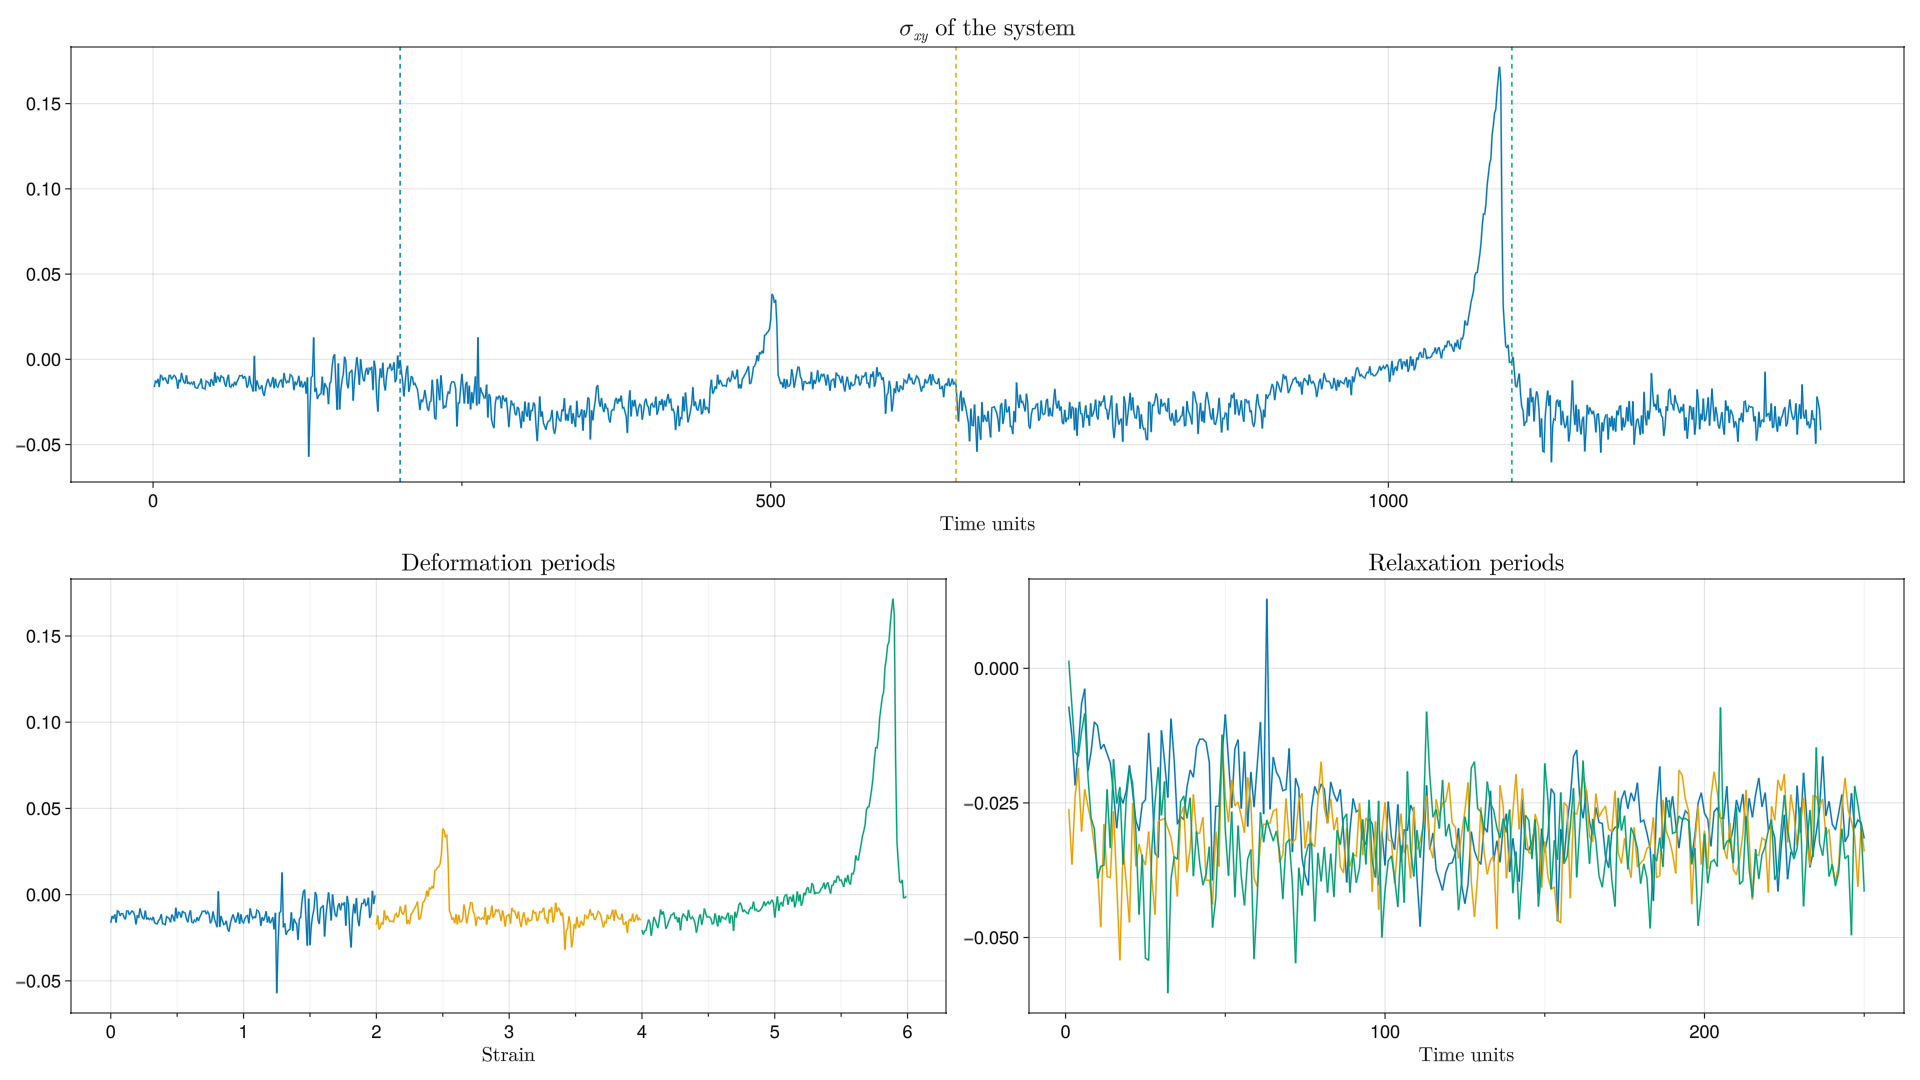 σxy of the system
0.15
0.10
0.05
0.00
−0.05
0 500 1000
Time units
Deformation periods
0.15
0.10
0.05
0.00
−0.05
0 1 2 3 4 5 6
Strain
Relaxation periods
0.000
−0.025
−0.050
0 100 200
Time units